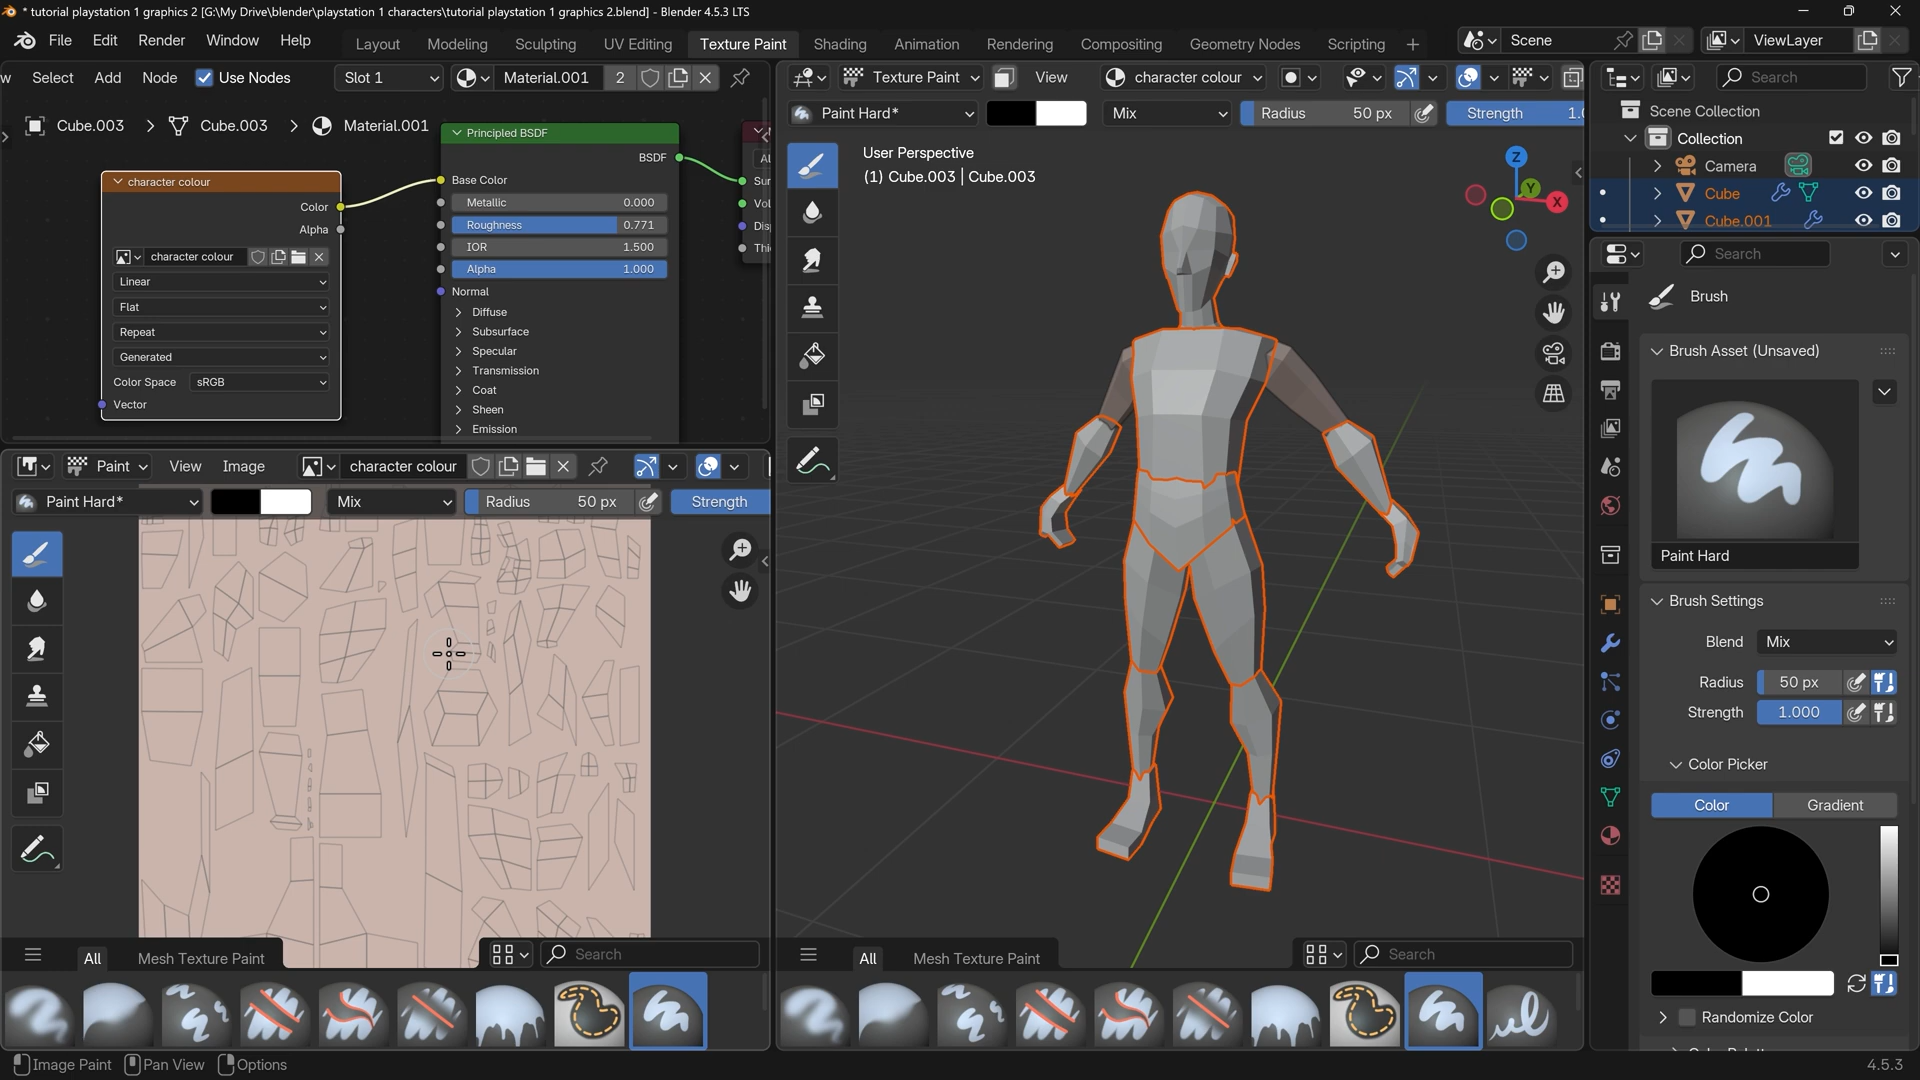 * tutorial playstation 1 graphics 2 [G:\My Drive\blender\playstation 1 characters\tutorial playstation 1 graphics 2.blend] - Blender 4.5.3 LTS
File Edit Render Window Help
Layout Modeling Sculpting UV Editing Texture Paint Shading Animation Rendering Compositing Geometry Nodes Scripting +
Scene
ViewLayer
w Select Add Node Use Nodes Slot 1 Material.001 2
Cube.003 > Cube.003 > Material.001
character colour
Color
Alpha
character colour
Linear
Flat
Repeat
Generated
Color Space sRGB
Vector
Principled BSDF
BSDF
Base Color
Metallic 0.000
Roughness 0.771
IOR 1.500
Alpha 1.000
Normal
Diffuse
Subsurface
Specular
Transmission
Coat
Sheen
Emission
Al
Sur
Vol
Dis
Thi
Paint View Image character colour
Paint Hard* Mix Radius 50 px Strength
All Mesh Texture Paint Search
Texture Paint View character colour
Paint Hard* Mix Radius 50 px Strength 1.0
User Perspective
(1) Cube.003 | Cube.003
Z
Y
X
All Mesh Texture Paint Search
Search
Scene Collection
Collection
Camera
Cube
Cube.001
Search
Brush
Brush Asset (Unsaved)
Paint Hard
Brush Settings
Blend Mix
Radius 50 px
Strength 1.000
Color Picker
Color Gradient
Randomize Color
Image Paint Pan View Options
4.5.3